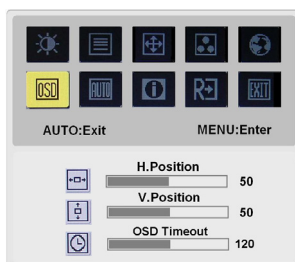 OSD AUTO i R EXIT
AUTO:Exit MENU:Enter
H.Position
50
V.Position
50
OSD Timeout
120